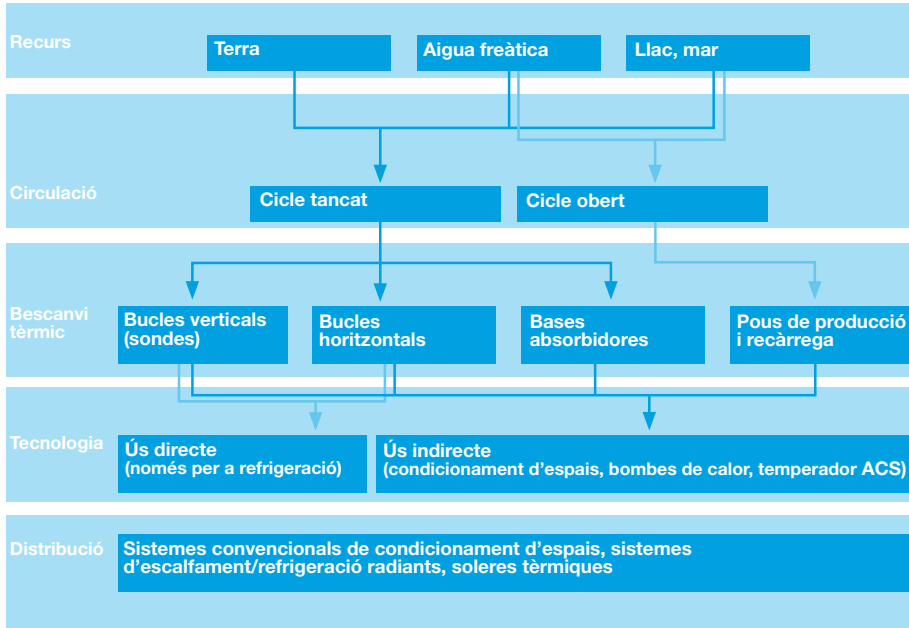 Recurs
Terra
Aigua freàtica
Llac, mar
Circulació
Cicle tancat
Cicle obert
Bescanvi
tèrmic
Bucles verticals
(sondes)
Bucles
horitzontals
Bases
absorbidores
Pous de producció
i recàrrega
Tecnologia
Ús directe
(només per a refrigeració)
Ús indirecte
(condicionament d’espais, bombes de calor, temperador ACS)
Distribució
Sistemes convencionals de condicionament d’espais, sistemes
d’escalfament/refrigeració radiants, soleres tèrmiques